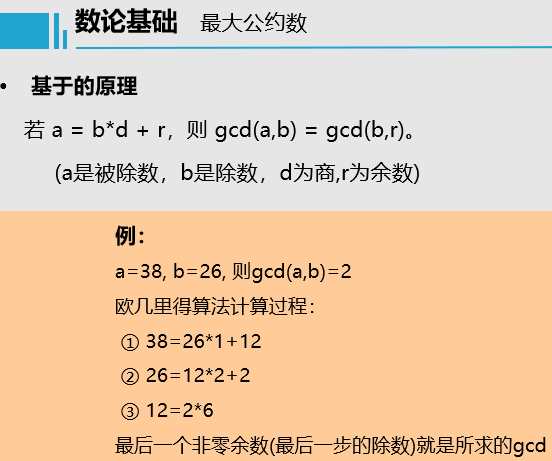 数论基础 最大公约数
• 基于的原理
若 a = b*d + r，则 gcd(a,b) = gcd(b,r)。
(a是被除数，b是除数，d为商,r为余数)
例：
a=38, b=26, 则gcd(a,b)=2
欧几里得算法计算过程：
① 38=26*1+12
② 26=12*2+2
③ 12=2*6
最后一个非零余数(最后一步的除数)就是所求的gcd